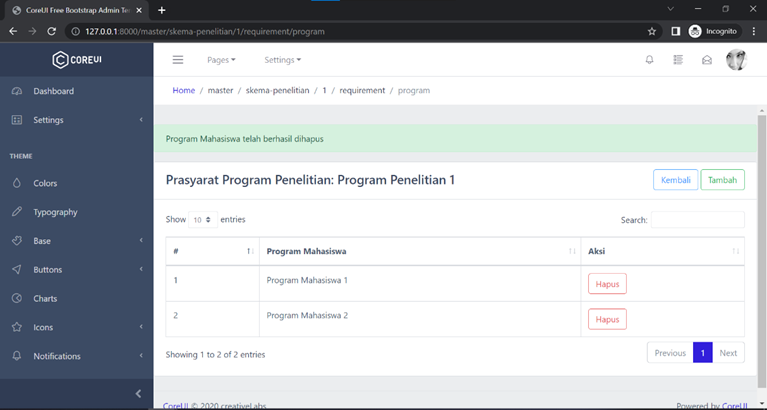 CoreUI Free Bootstrap Admin Te
127.0.0.1:8000/master/skema-penelitian/1/requirement/program
Incognito
COREUI
Pages
Settings
Dashboard
Settings
THEME
Colors
Typography
Base
Buttons
Charts
Icons
Notifications
Home / master / skema-penelitian / 1 / requirement / program
Program Mahasiswa telah berhasil dihapus
Prasyarat Program Penelitian: Program Penelitian 1
Kembali Tambah
Show 10 entries Search:
# Program Mahasiswa Aksi
1 Program Mahasiswa 1 Hapus
2 Program Mahasiswa 2 Hapus
Showing 1 to 2 of 2 entries Previous 1 Next
CoreUI © 2020 creativeLabs. Powered by CoreUI